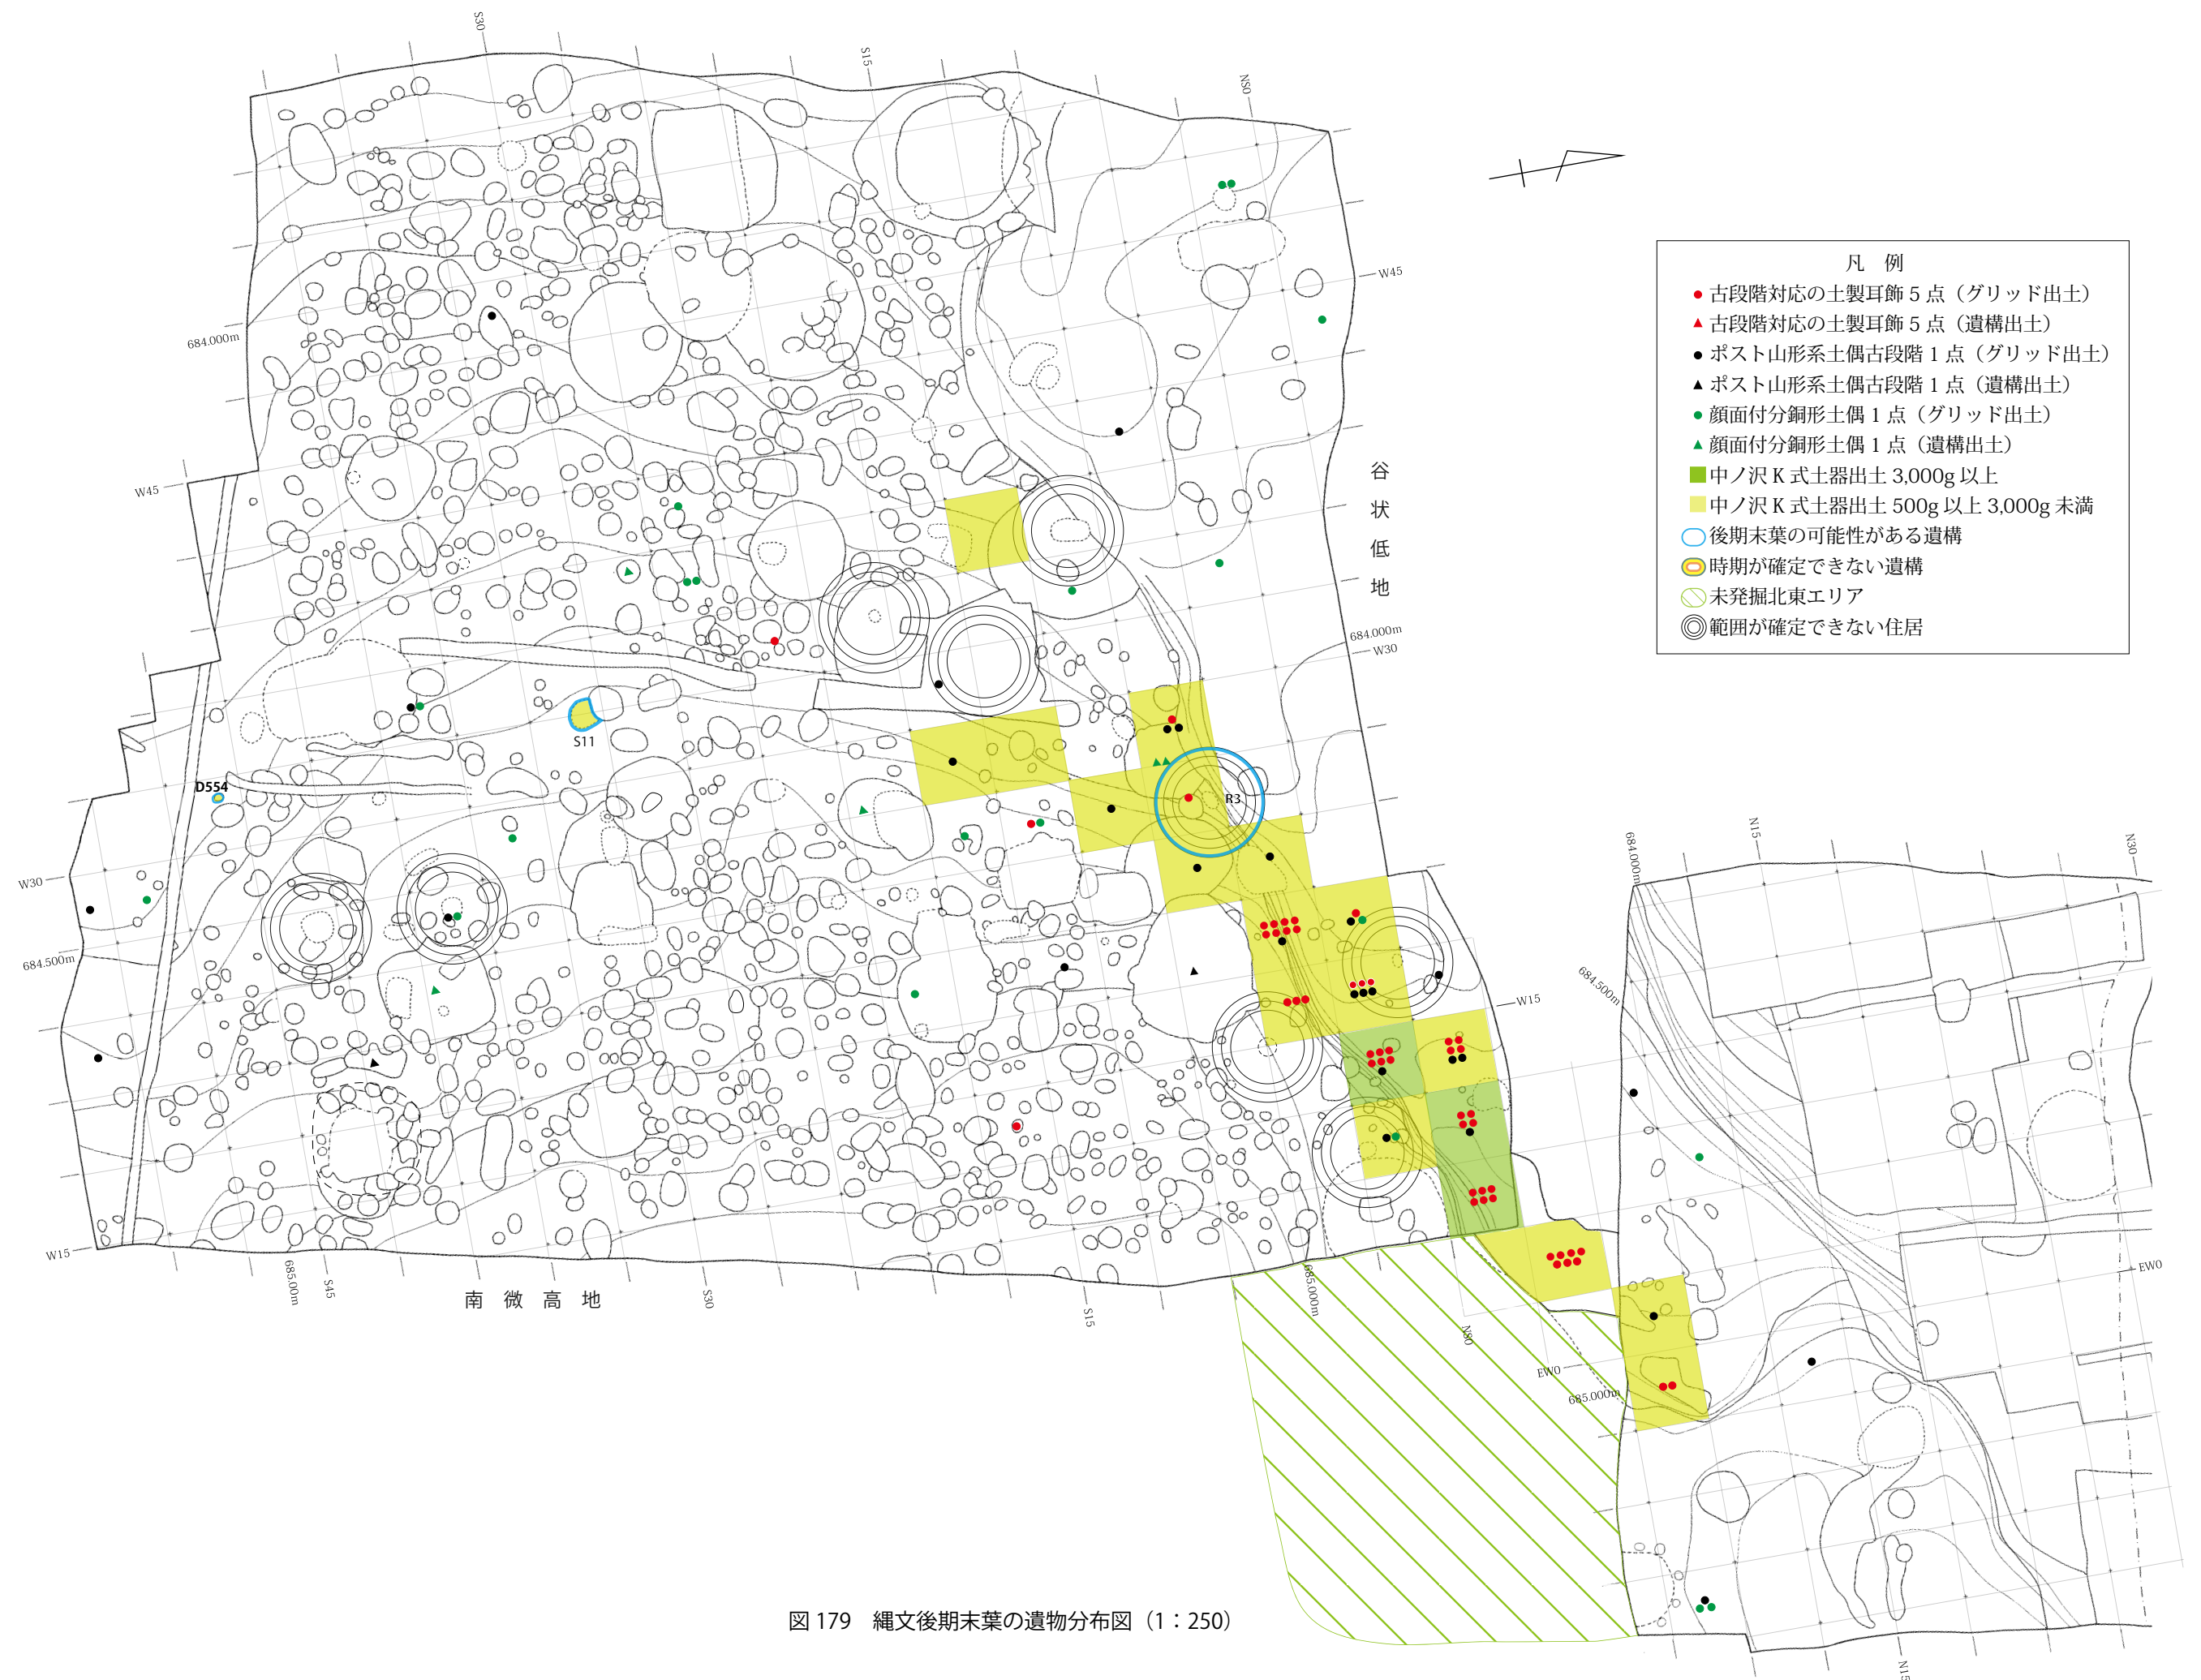 S30
S15
NS0
W45
684.000m
W45
凡 例
古段階対応の土製耳飾 5 点（グリッド出土）
古段階対応の土製耳飾 5 点（遺構出土）
ポスト山形系土偶古段階 1 点（グリッド出土）
ポスト山形系土偶古段階 1 点（遺構出土）
顔面付分銅形土偶 1 点（グリッド出土）
顔面付分銅形土偶 1 点（遺構出土）
中ノ沢 K 式土器出土 3,000g 以上
中ノ沢 K 式土器出土 500g 以上 3,000g 未満
後期末葉の可能性がある遺構
時期が確定できない遺構
未発掘北東エリア
範囲が確定できない住居
谷状低地
684.000m
W30
S11
D554
R3
W30
684.500m
W15
684.000m
N15
N30
684.500m
W15
685.000m
S45
南 微 高 地
S30
S15
685.000m
NS0
EW0
685.000m
EW0
N15
図 179　縄文後期末葉の遺物分布図（1：250）